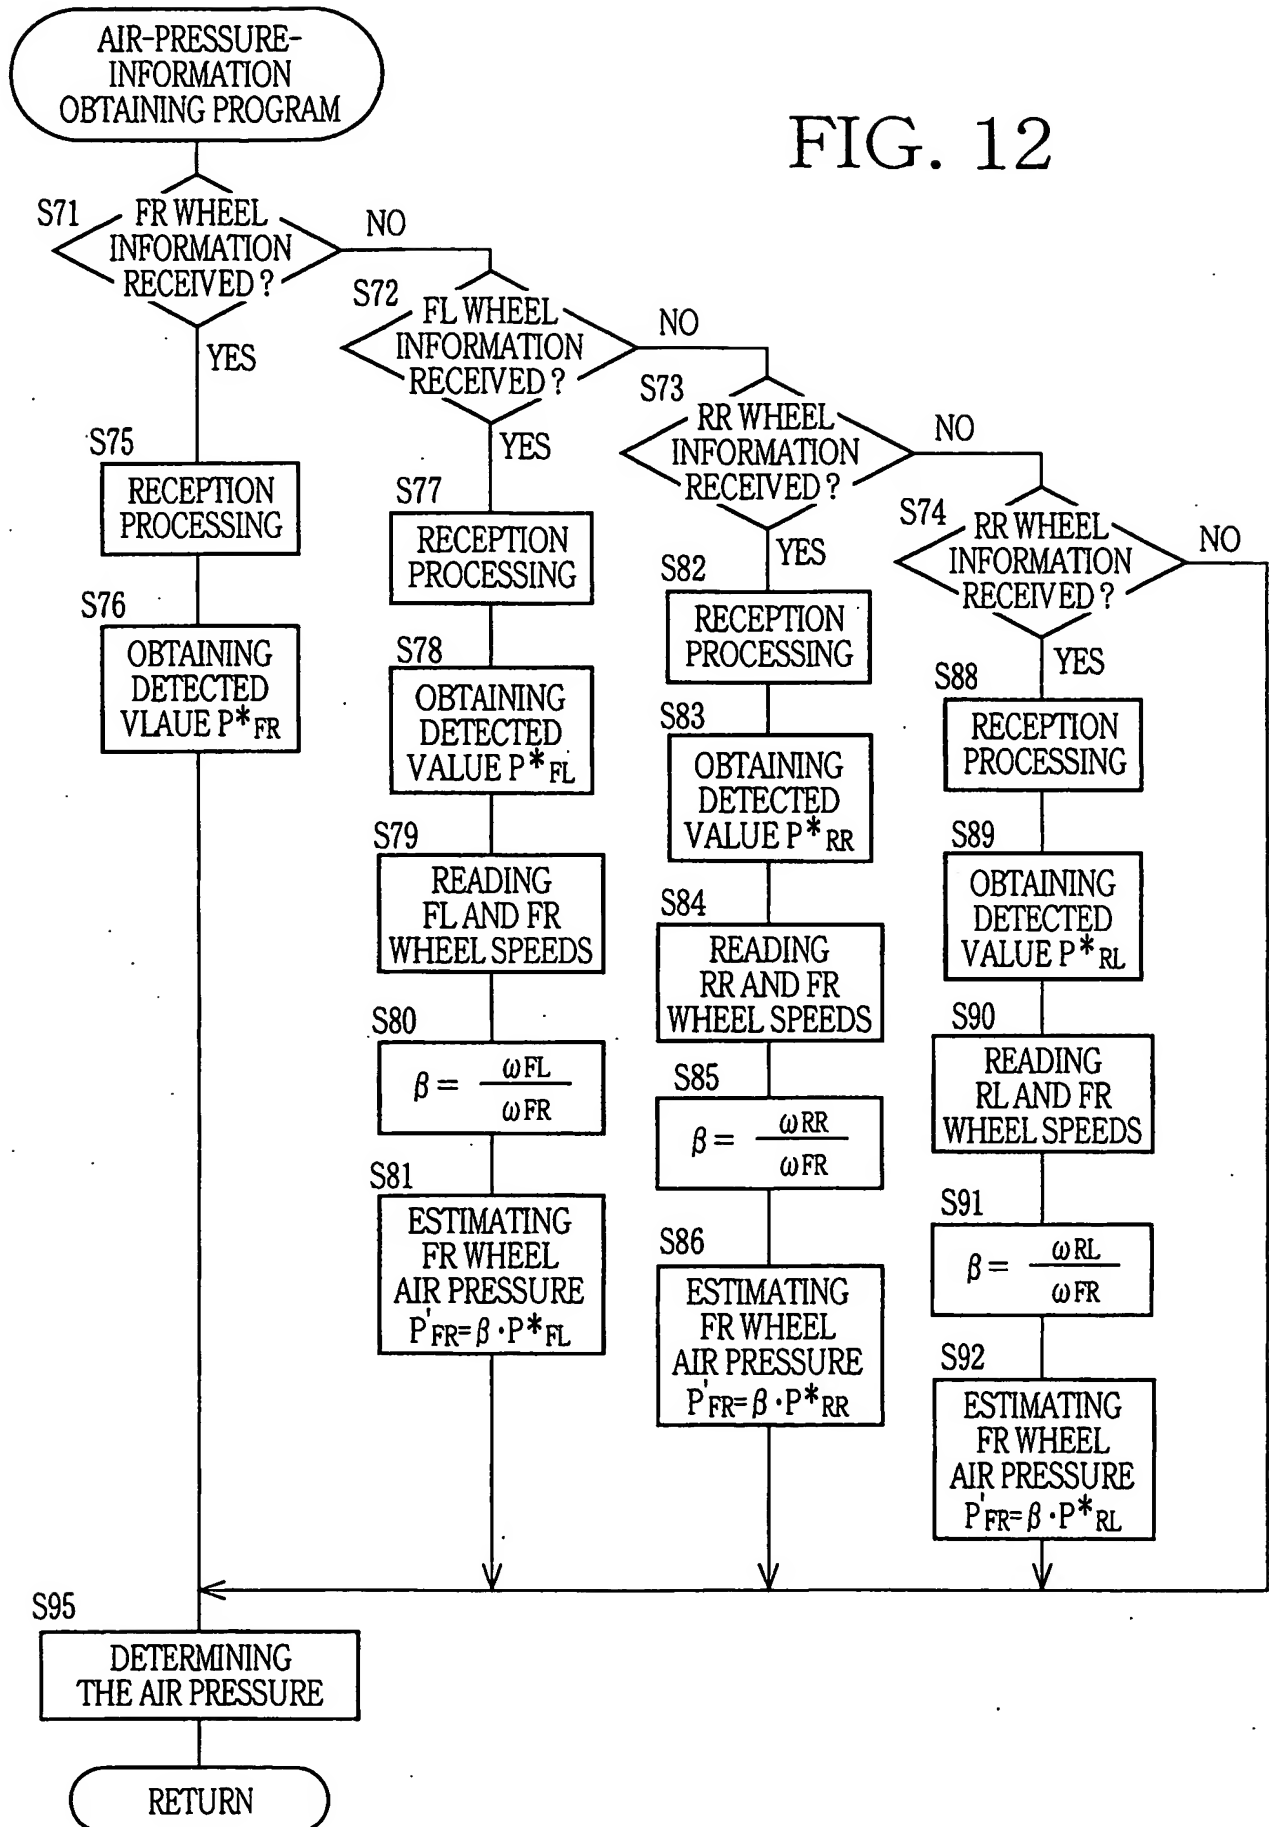 AIR-PRESSURE-
INFORMATION
OBTAINING PROGRAM
FIG. 12
S71
FR WHEEL
INFORMATION
RECEIVED?
NO
YES
S72
FL WHEEL
INFORMATION
RECEIVED?
NO
YES
S73
RR WHEEL
INFORMATION
RECEIVED?
NO
YES
S74
RR WHEEL
INFORMATION
RECEIVED?
NO
YES
S75
RECEPTION
PROCESSING
S76
OBTAINING
DETECTED
VLAUE P*FR
S77
RECEPTION
PROCESSING
S78
OBTAINING
DETECTED
VALUE P*FL
S79
READING
FL AND FR
WHEEL SPEEDS
S80
β = ωFL / ωFR
S81
ESTIMATING
FR WHEEL
AIR PRESSURE
P'FR=β·P*FL
S82
RECEPTION
PROCESSING
S83
OBTAINING
DETECTED
VALUE P*RR
S84
READING
RR AND FR
WHEEL SPEEDS
S85
β = ωRR / ωFR
S86
ESTIMATING
FR WHEEL
AIR PRESSURE
P'FR=β·P*RR
S88
RECEPTION
PROCESSING
S89
OBTAINING
DETECTED
VALUE P*RL
S90
READING
RL AND FR
WHEEL SPEEDS
S91
β = ωRL / ωFR
S92
ESTIMATING
FR WHEEL
AIR PRESSURE
P'FR=β·P*RL
S95
DETERMINING
THE AIR PRESSURE
RETURN